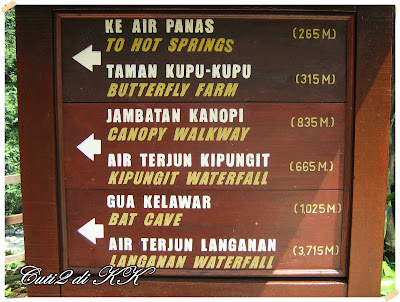 KE AIR PANAS (265 M.)
TO HOT SPRINGS
TAMAN KUPU-KUPU (315 M.)
BUTTERFLY FARM
JAMBATAN KANOPI (835 M.)
CANOPY WALKWAY
AIR TERJUN KIPUNGIT (665 M.)
KIPUNGIT WATERFALL
GUA KELAWAR (1,025 M.)
BAT CAVE
AIR TERJUN LANGANAN (3,715 M.)
LANGANAN WATERFALL
Cuti2 di KK